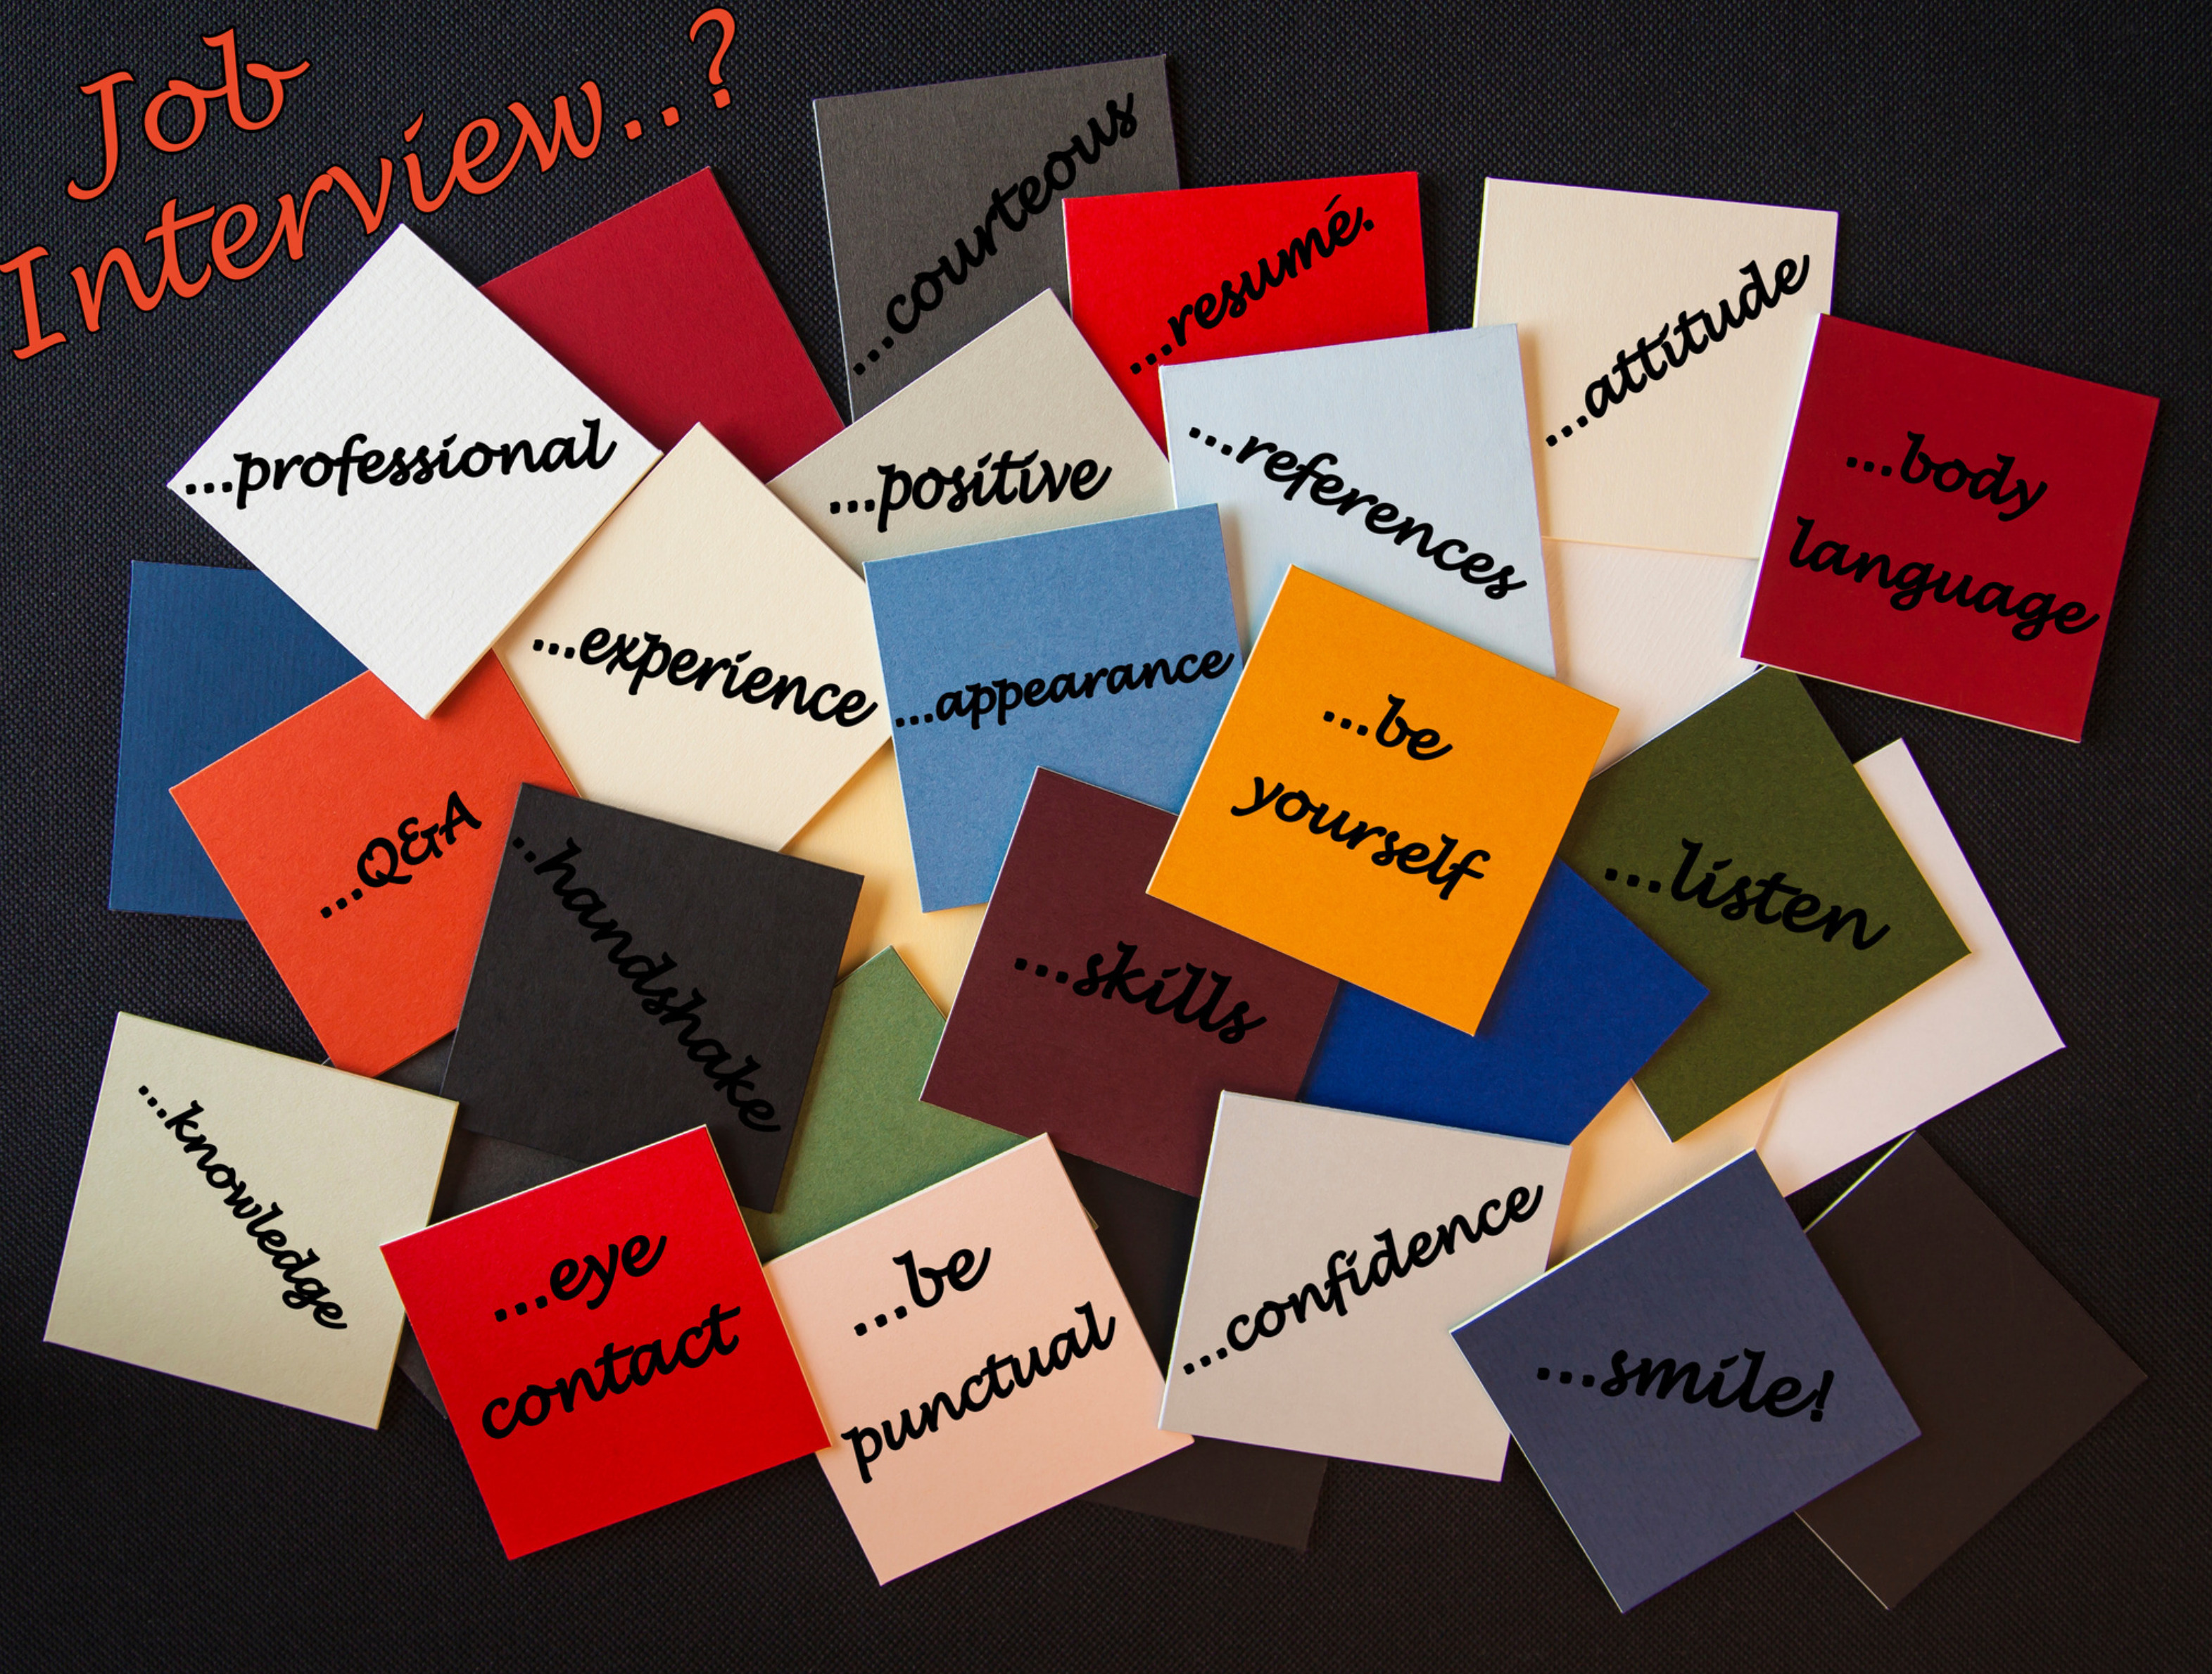 Job
Interview..?
...courteous
...resumé.
...attitude
...professional
...positive
...references
...body
language
...experience
...appearance
...be
yourself
...Q&A
..handshake
...skills
...listen
...knowledge
...eye
contact
...be
punctual
...confidence
...smile!